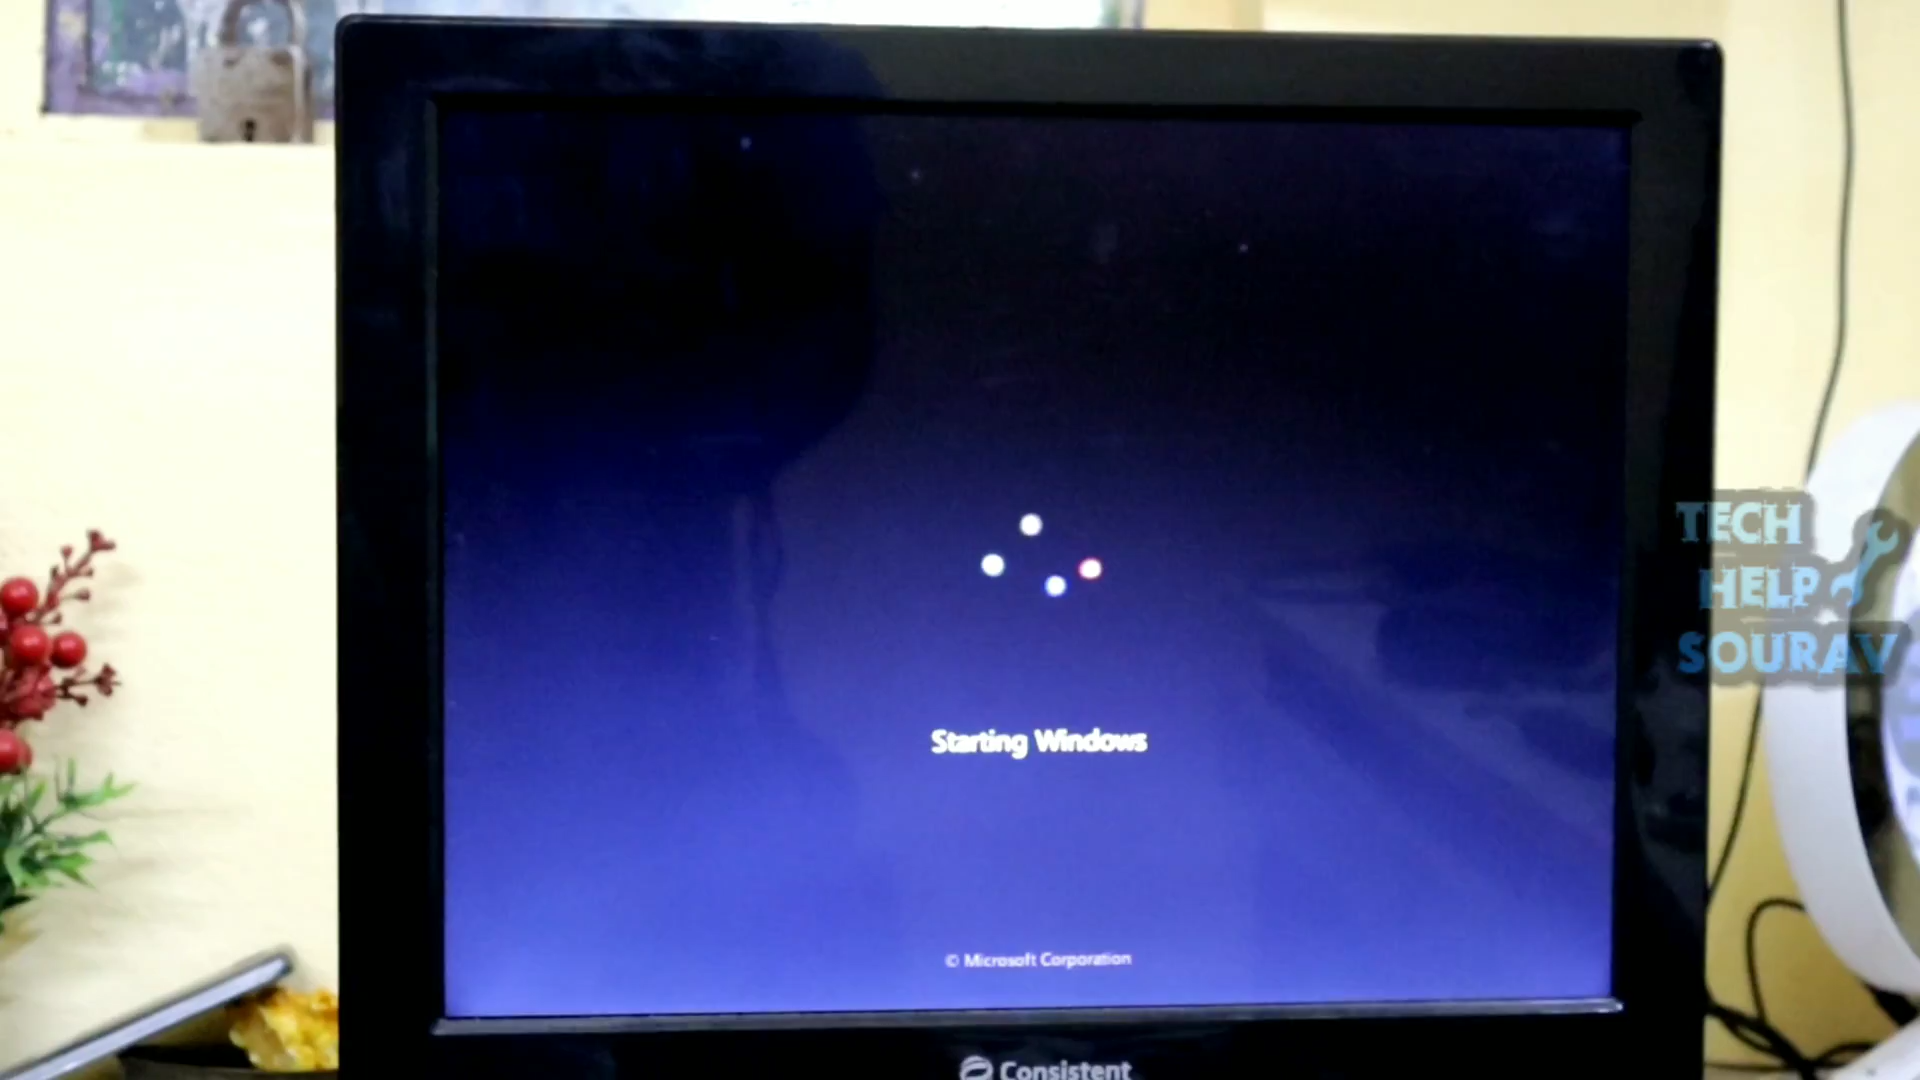 TECH
HELP
SOURAV
Starting Windows
© Microsoft Corporation
Consistent